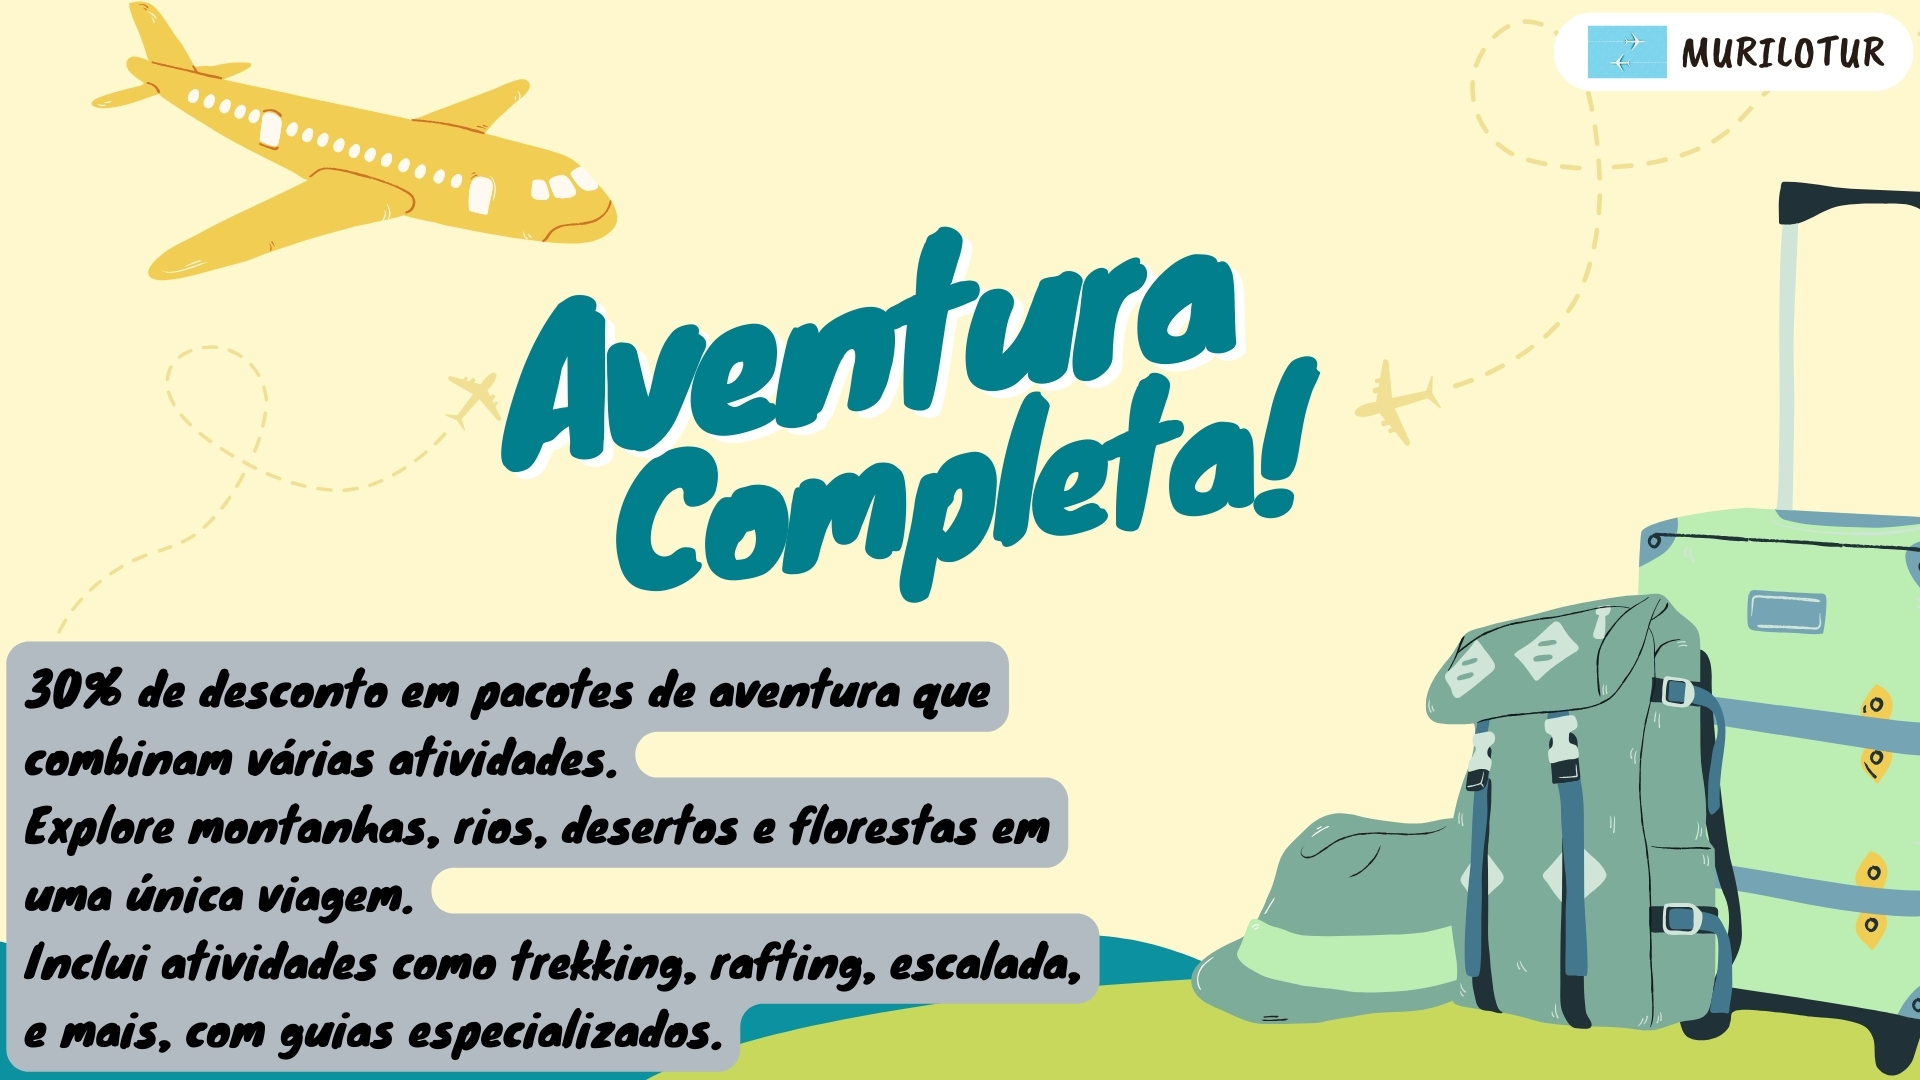 MURILOTUR
Aventura
Completa!
30% de desconto em pacotes de aventura que
combinam várias atividades.
Explore montanhas, rios, desertos e florestas em
uma única viagem.
Inclui atividades como trekking, rafting, escalada,
e mais, com guias especializados.